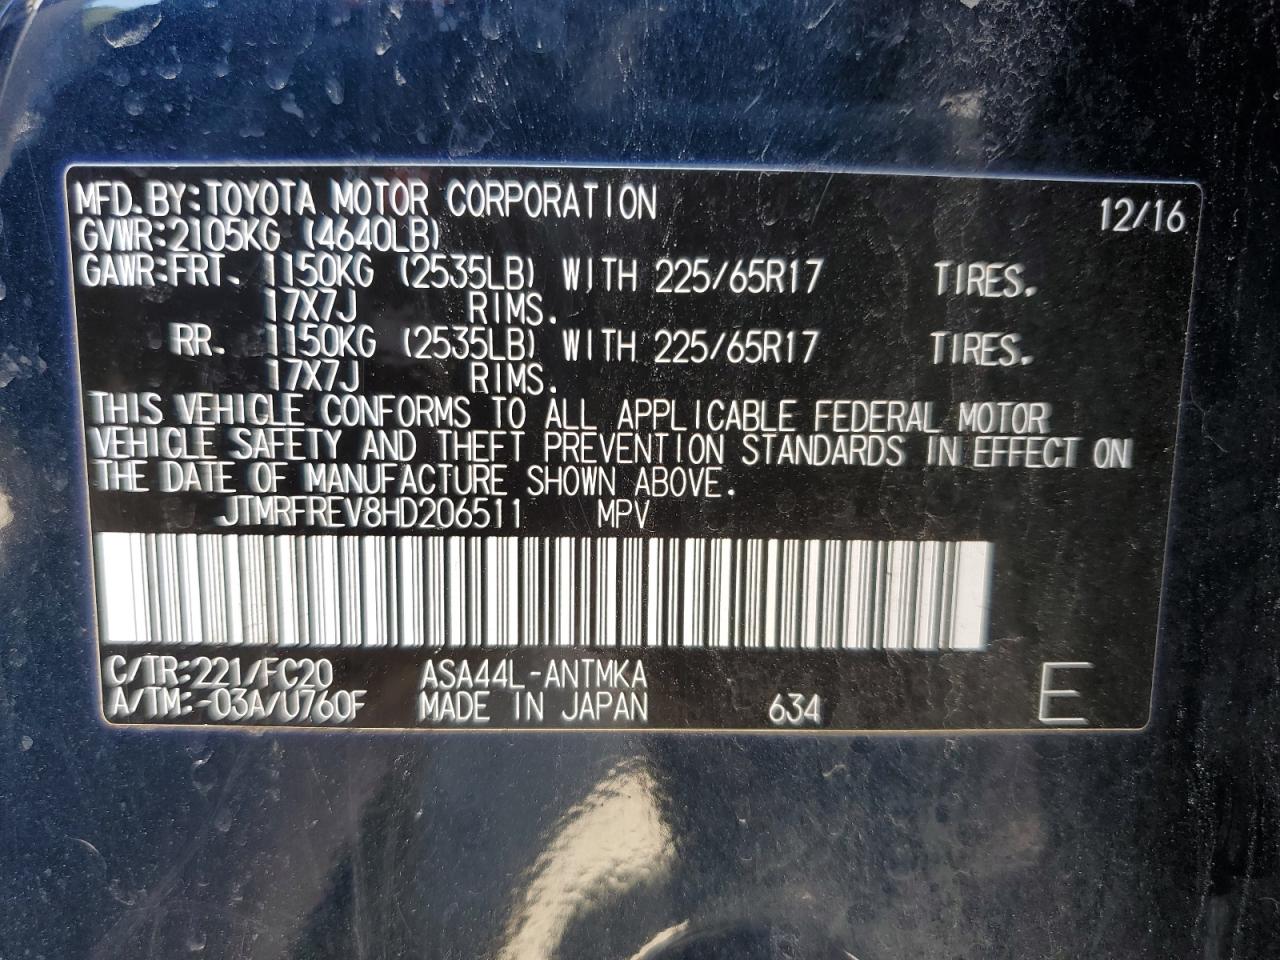 MFD.BY:TOYOTA MOTOR CORPORATION 12/16
GVWR:2105KG (4640LB)
GAWR:FRT. 1150KG (2535LB) WITH 225/65R17 TIRES.
17X7J RIMS.
RR. 1150KG (2535LB) WITH 225/65R17 TIRES.
17X7J RIMS.
THIS VEHICLE CONFORMS TO ALL APPLICABLE FEDERAL MOTOR
VEHICLE SAFETY AND THEFT PREVENTION STANDARDS IN EFFECT ON
THE DATE OF MANUFACTURE SHOWN ABOVE.
JTMRFREV8HD206511 MPV
C/TR:221/FC20 ASA44L-ANTMKA E
A/TM:-03A/U760F MADE IN JAPAN 634